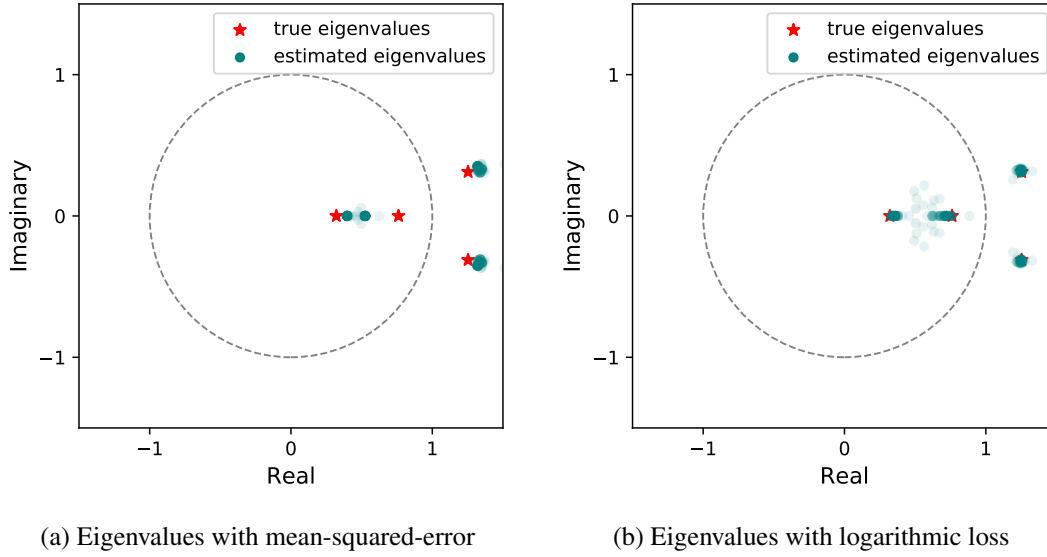 true eigenvalues
estimated eigenvalues
1
0
−1
Imaginary
−1
0
1
Real
(a) Eigenvalues with mean-squared-error
true eigenvalues
estimated eigenvalues
1
0
−1
Imaginary
−1
0
1
Real
(b) Eigenvalues with logarithmic loss